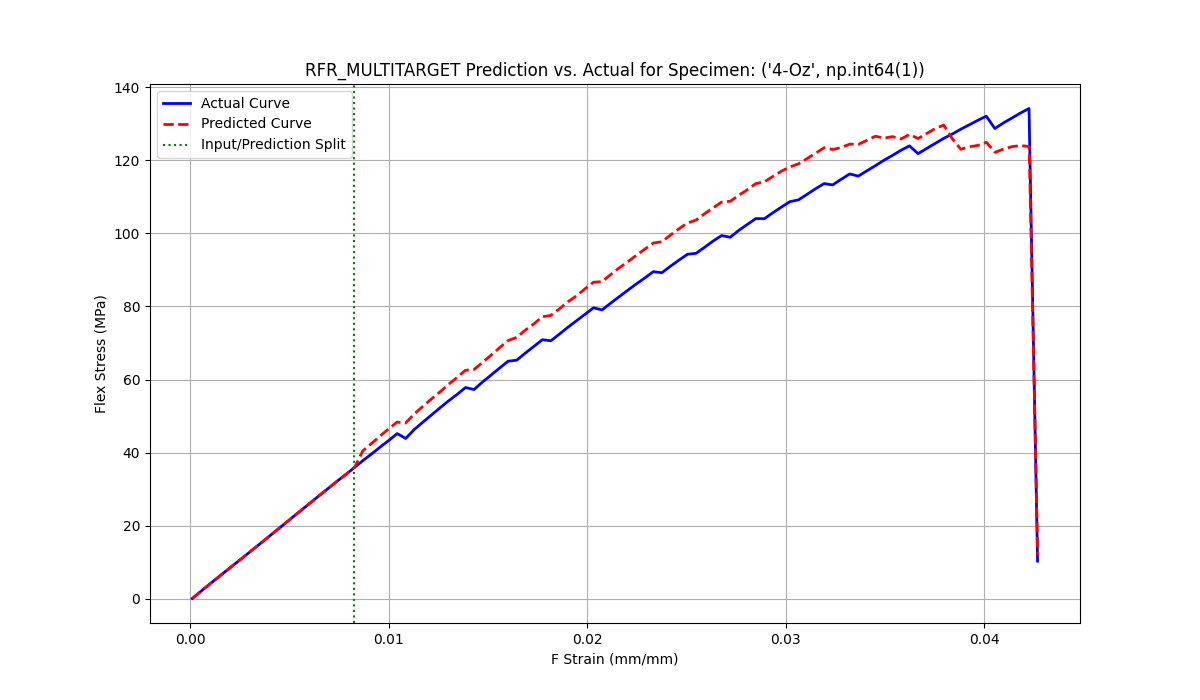 RFR_MULTITARGET Prediction vs. Actual for Specimen: ('4-Oz', np.int64(1))
Actual Curve
Predicted Curve
Input/Prediction Split
Flex Stress (MPa)
140
120
100
80
60
40
20
0
0.00 0.01 0.02 0.03 0.04
F Strain (mm/mm)